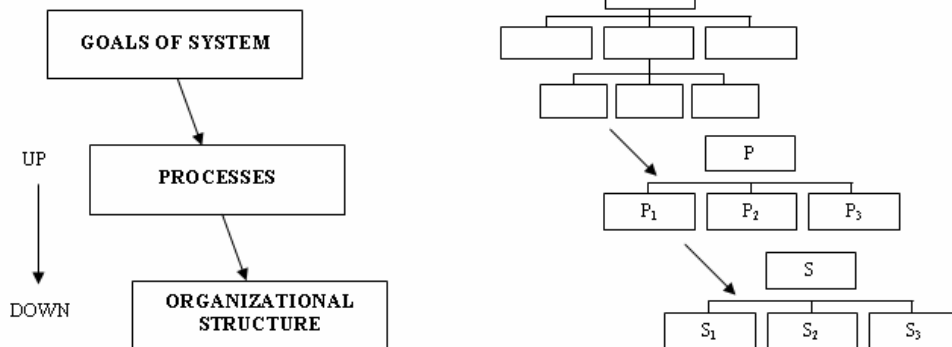 GOALS OF SYSTEM
UP
PROCESSES
DOWN
ORGANIZATIONAL
STRUCTURE
P
P₁
P₂
P₃
S
S₁
S₂
S₃